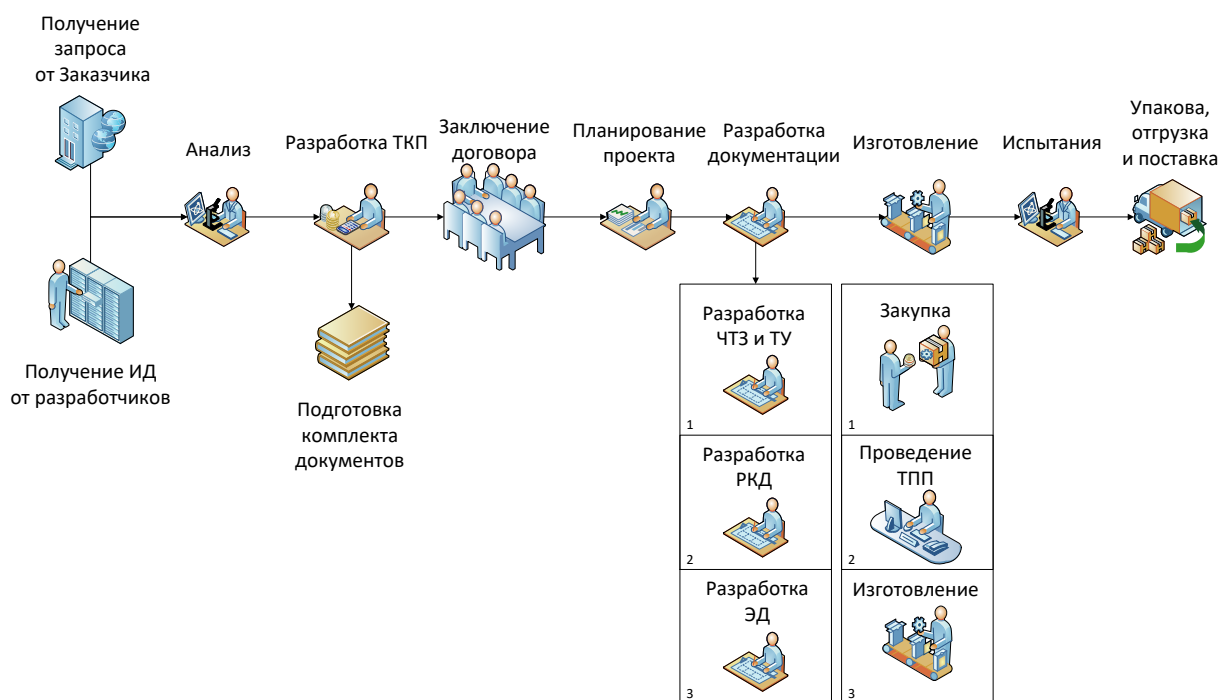 Получение
запроса
от Заказчика
Получение ИД
от разработчиков
Анализ
Разработка ТКП
Подготовка
комплекта
документов
Заключение
договора
Планирование
проекта
Разработка
документации
Изготовление
Испытания
Упакова,
отгрузка
и поставка
Разработка
ЧТЗ и ТУ
1
Разработка
РКД
2
Разработка
ЭД
3
Закупка
1
Проведение
ТПП
2
Изготовление
3